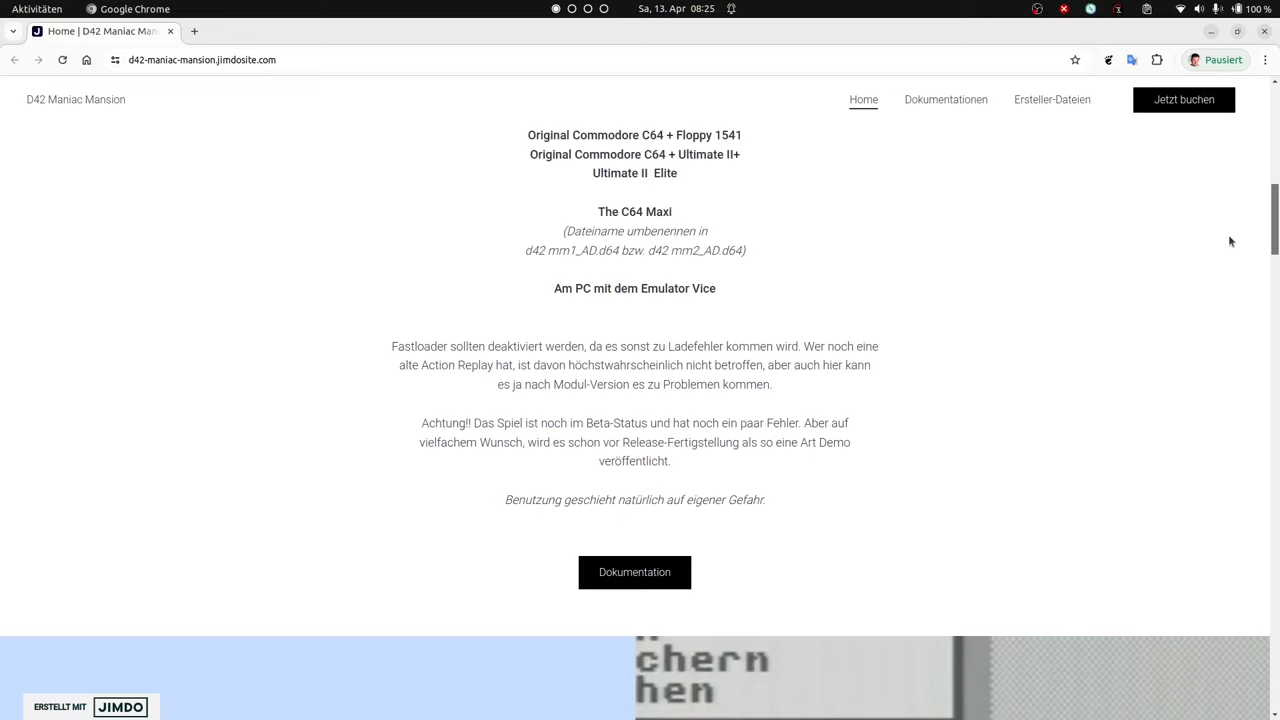 Aktivitäten
Google Chrome
Sa, 13. Apr. 08:25
100 %
Home | D42 Maniac Man
d42-maniac-mansion.jimdosite.com
Pausiert
D42 Maniac Mansion
Home
Dokumentationen
Ersteller-Dateien
Jetzt buchen
Original Commodore C64 + Floppy 1541
Original Commodore C64 + Ultimate II+
Ultimate II Elite
The C64 Maxi
(Dateiname umbenennen in
d42 mm1_AD.d64 bzw. d42 mm2_AD.d64)
Am PC mit dem Emulator Vice
Fastloader sollten deaktiviert werden, da es sonst zu Ladefehler kommen wird. Wer noch eine
alte Action Replay hat, ist davon höchstwahrscheinlich nicht betroffen, aber auch hier kann
es ja nach Modul-Version es zu Problemen kommen.
Achtung!! Das Spiel ist noch im Beta-Status und hat noch ein paar Fehler. Aber auf
vielfachem Wunsch, wird es schon vor Release-Fertigstellung als so eine Art Demo
veröffentlicht.
Benutzung geschieht natürlich auf eigener Gefahr.
Dokumentation
chern
hen
ERSTELLT MIT JIMDO